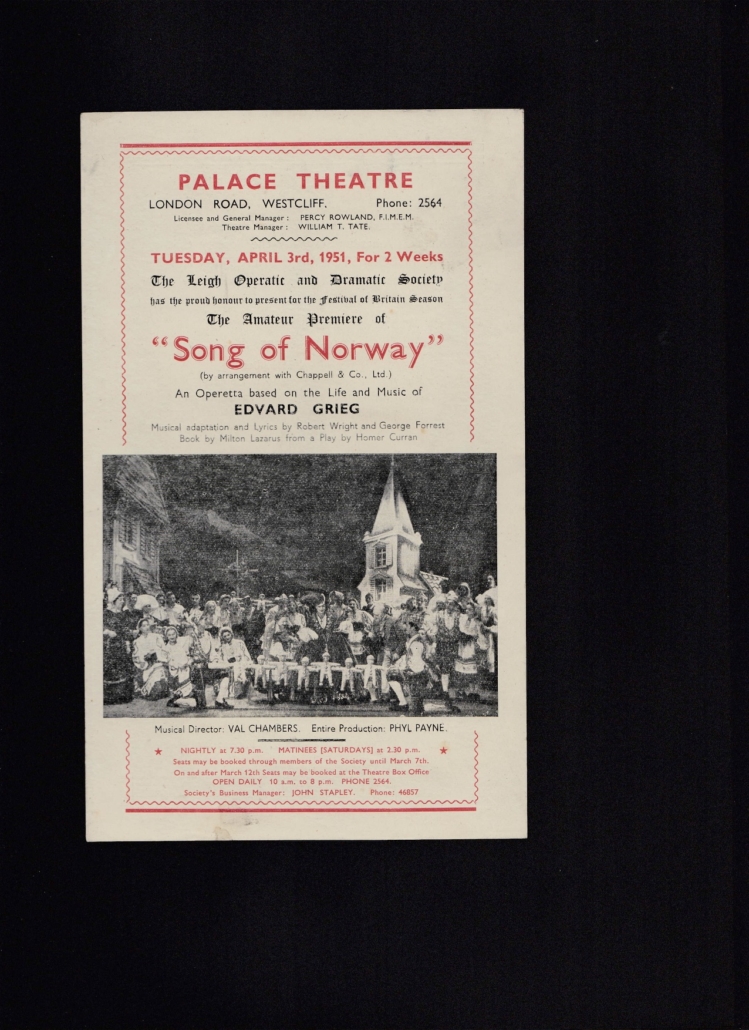 PALACE THEATRE
LONDON ROAD, WESTCLIFF. Phone: 2564
Licensee and General Manager: PERCY ROWLAND, F.I.M.E.M.
Theatre Manager: WILLIAM T. TATE.
TUESDAY, APRIL 3rd, 1951, For 2 Weeks
The Leigh Operatic and Dramatic Society
has the proud honour to present for the Festival of Britain Season
The Amateur Premiere of
"Song of Norway"
(by arrangement with Chappell & Co., Ltd.)
An Operetta based on the Life and Music of
EDVARD GRIEG
Musical adaptation and Lyrics by Robert Wright and George Forrest
Book by Milton Lazarus from a Play by Homer Curran
Musical Director: VAL CHAMBERS. Entire Production: PHYL PAYNE.
★ NIGHTLY at 7.30 p.m. MATINEES [SATURDAYS] at 2.30 p.m. ★
Seats may be booked through members of the Society until March 7th.
On and after March 12th Seats may be booked at the Theatre Box Office
OPEN DAILY 10 a.m. to 8 p.m. PHONE 2564.
Society's Business Manager: JOHN STAPLEY. Phone: 46857